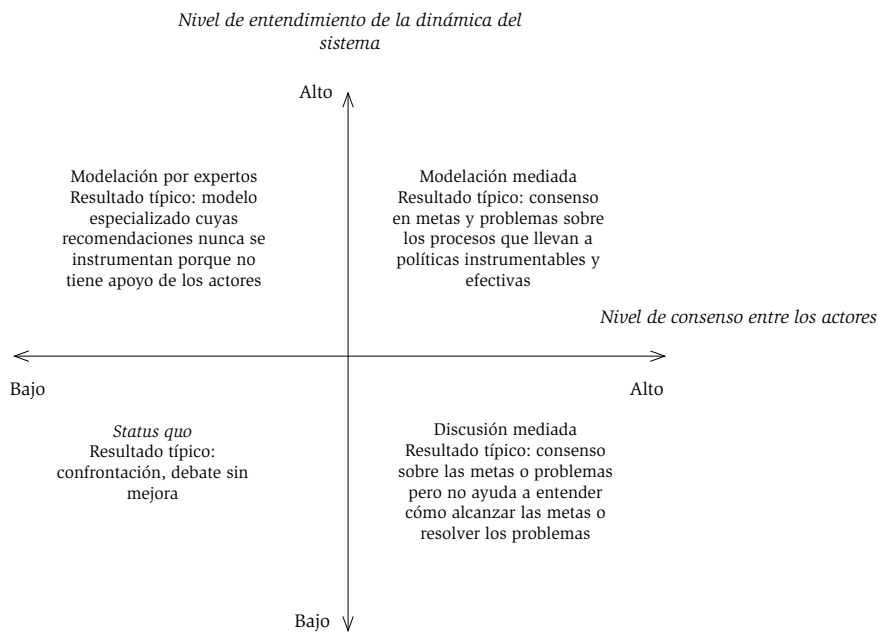 Nivel de entendimiento de la dinámica del
sistema
Alto
Modelación por expertos
Resultado típico: modelo
especializado cuyas
recomendaciones nunca se
instrumentan porque no
tiene apoyo de los actores
Modelación mediada
Resultado típico: consenso
en metas y problemas sobre
los procesos que llevan a
políticas instrumentables y
efectivas
Nivel de consenso entre los actores
Bajo
Alto
Status quo
Resultado típico:
confrontación, debate sin
mejora
Discusión mediada
Resultado típico: consenso
sobre las metas o problemas
pero no ayuda a entender
cómo alcanzar las metas o
resolver los problemas
Bajo